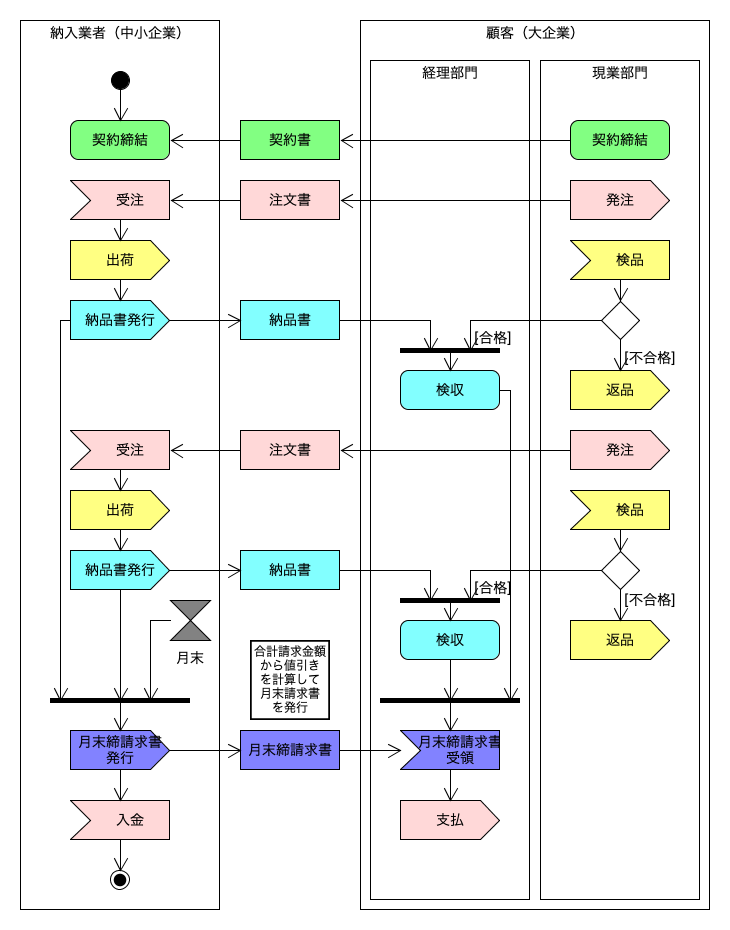 納入業者（中小企業）
顧客（大企業）
経理部門
現業部門
契約締結
契約書
契約締結
受注
注文書
発注
出荷
検品
納品書発行
納品書
[合格]
[不合格]
検収
返品
受注
注文書
発注
出荷
検品
納品書発行
納品書
[合格]
[不合格]
検収
返品
月末
合計請求金額
から値引き
を計算して
月末請求書
を発行
月末締請求書
発行
月末締請求書
月末締請求書
受領
入金
支払